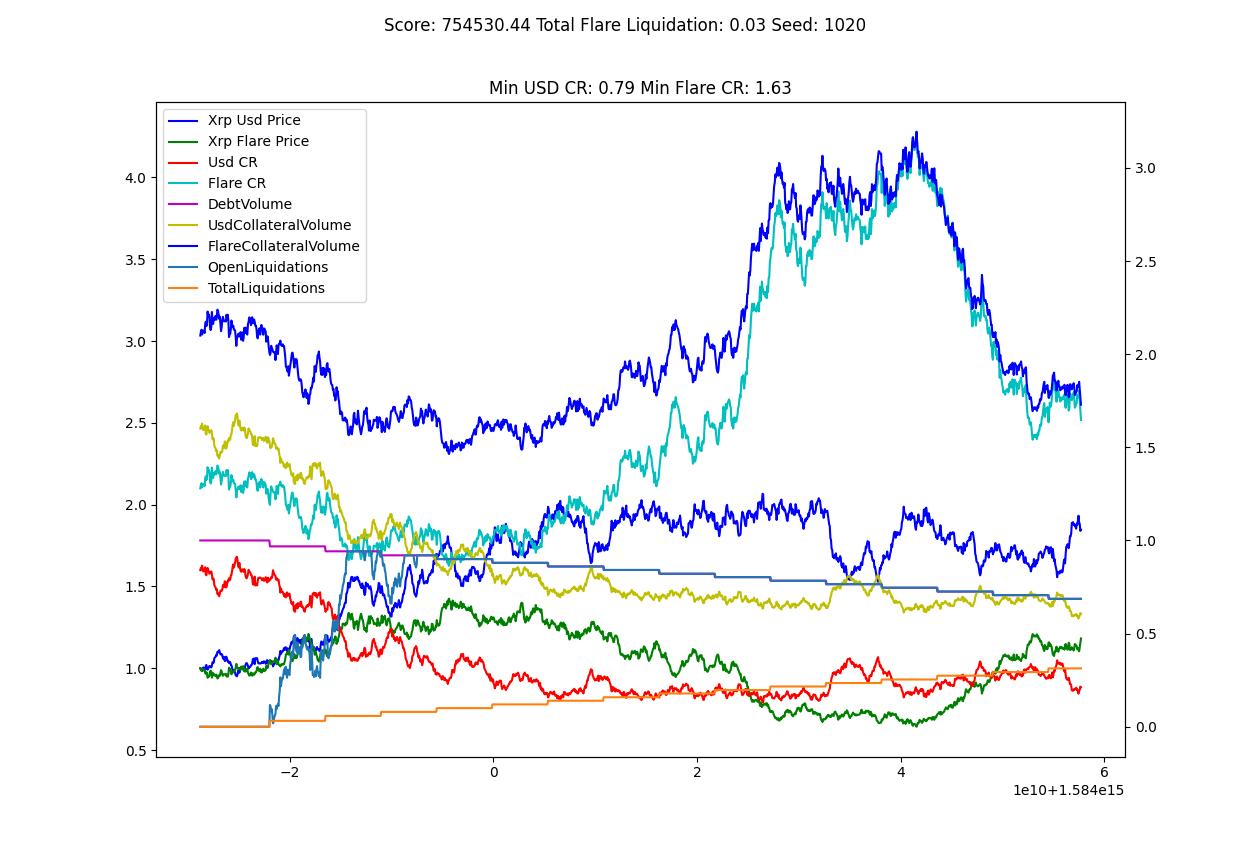 Score: 754530.44 Total Flare Liquidation: 0.03 Seed: 1020
Min USD CR: 0.79 Min Flare CR: 1.63
Xrp Usd Price
Xrp Flare Price
Usd CR
Flare CR
DebtVolume
UsdCollateralVolume
FlareCollateralVolume
OpenLiquidations
TotalLiquidations
4.0
3.5
3.0
2.5
2.0
1.5
1.0
0.5
3.0
2.5
2.0
1.5
1.0
0.5
0.0
−2 0 2 4 6
1e10+1.584e15